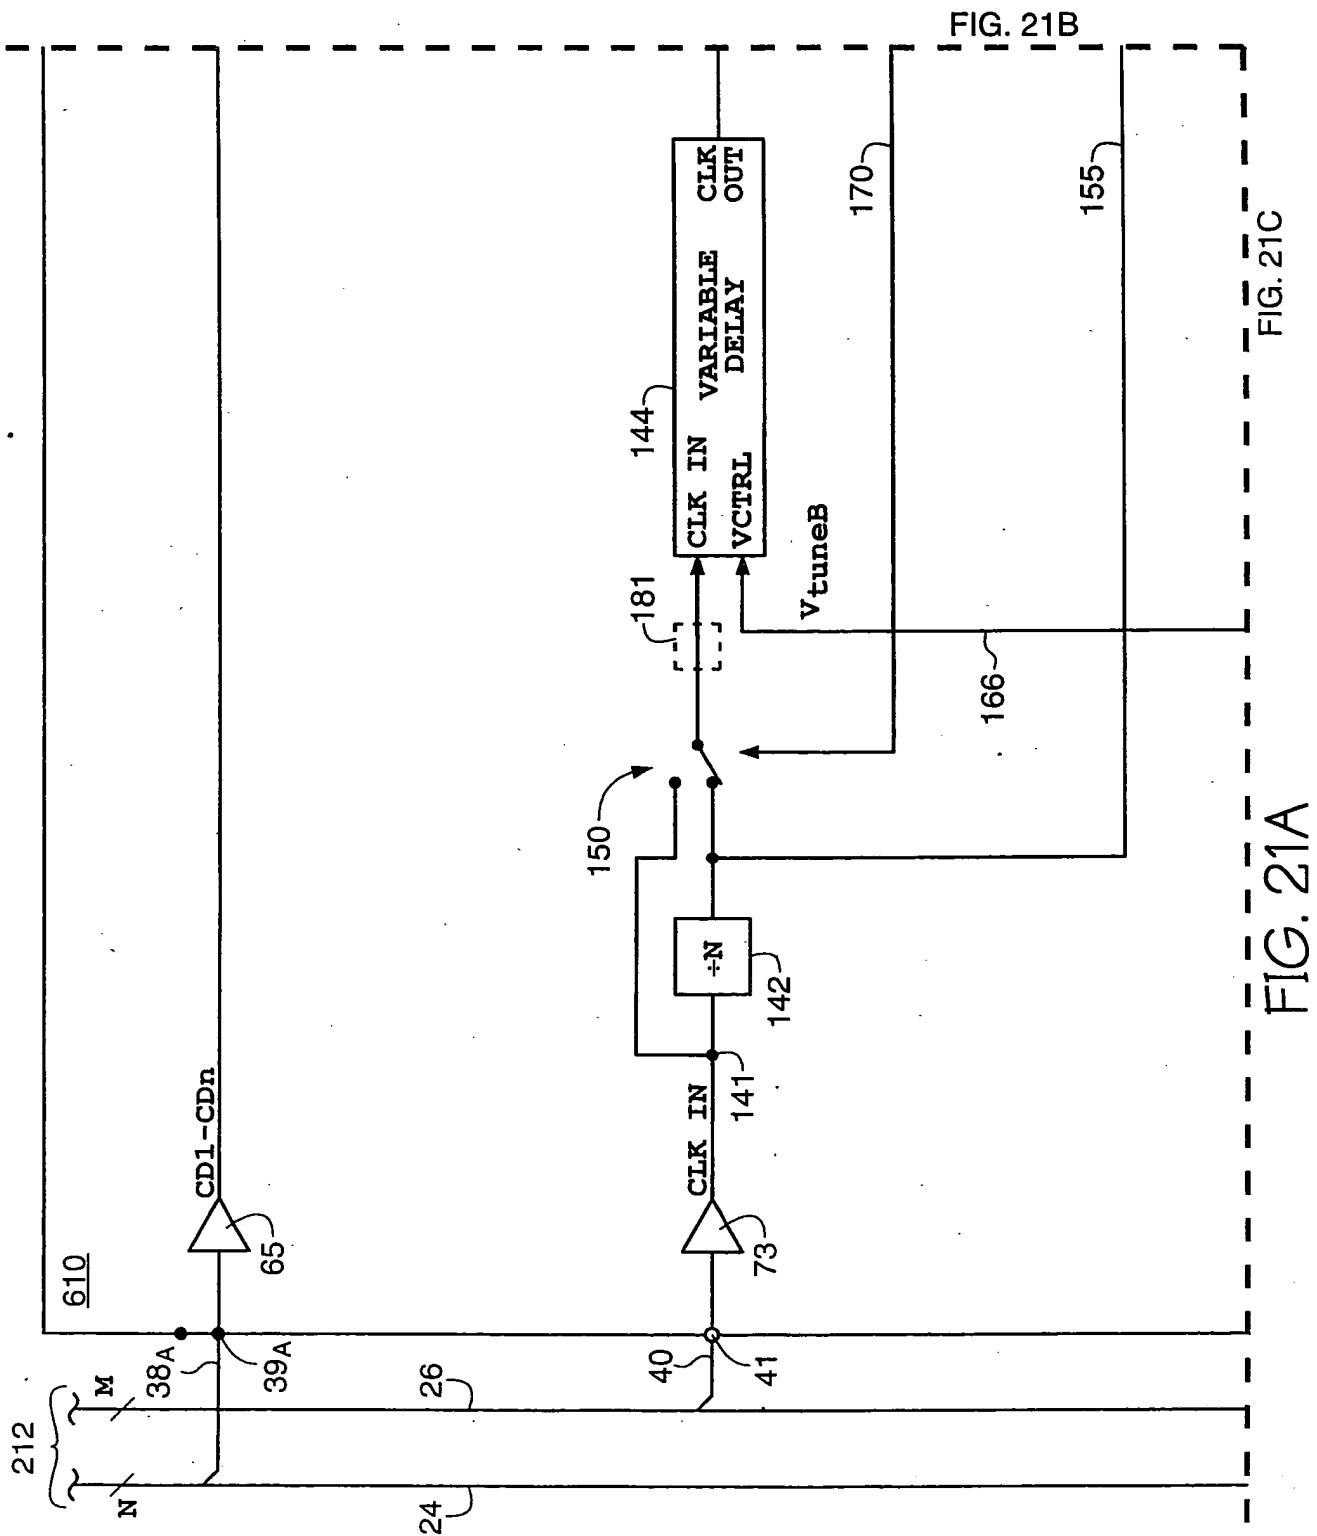 FIG. 21B
212
N
M
24
26
38A
39A
610
65
CD1-CDn
40
41
73
CLK IN
141
÷N
142
150
181
144
CLK IN VARIABLE CLK
VCTRL DELAY OUT
VtuneB
166
170
155
FIG. 21C
FIG. 21A